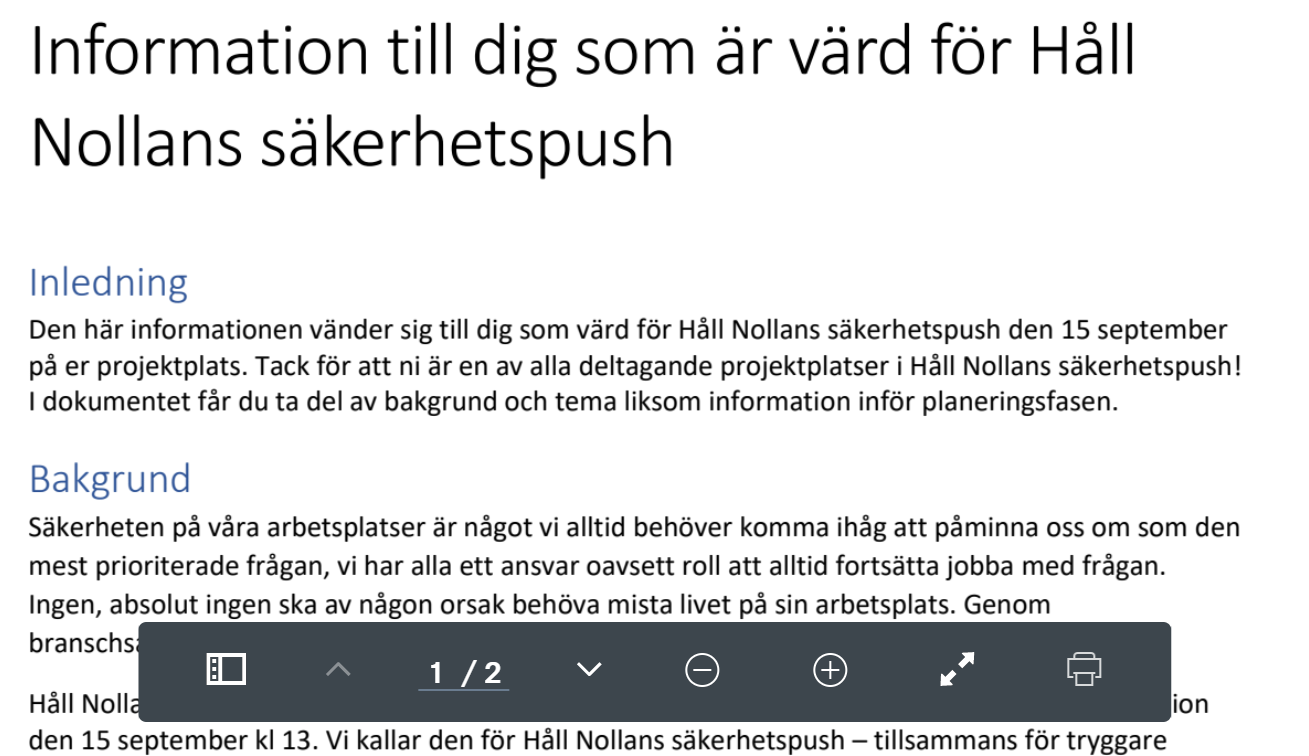 Information till dig som är värd för Håll
Nollans säkerhetspush
Inledning
Den här informationen vänder sig till dig som värd för Håll Nollans säkerhetspush den 15 september
på er projektplats. Tack för att ni är en av alla deltagande projektplatser i Håll Nollans säkerhetspush!
I dokumentet får du ta del av bakgrund och tema liksom information inför planeringsfasen.
Bakgrund
Säkerheten på våra arbetsplatser är något vi alltid behöver komma ihåg att påminna oss om som den
mest prioriterade frågan, vi har alla ett ansvar oavsett roll att alltid fortsätta jobba med frågan.
Ingen, absolut ingen ska av någon orsak behöva mista livet på sin arbetsplats. Genom
1 / 2
Håll
den 15 september kl 13. Vi kallar den för Håll Nollans säkerhetspush – tillsammans för tryggare